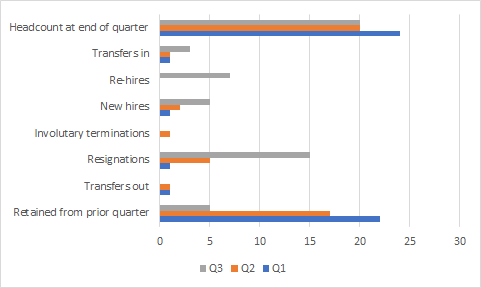 Headcount at end of quarter
Transfers in
Re-hires
New hires
Involutary terminations
Resignations
Transfers out
Retained from prior quarter
0 5 10 15 20 25 30
Q3 Q2 Q1